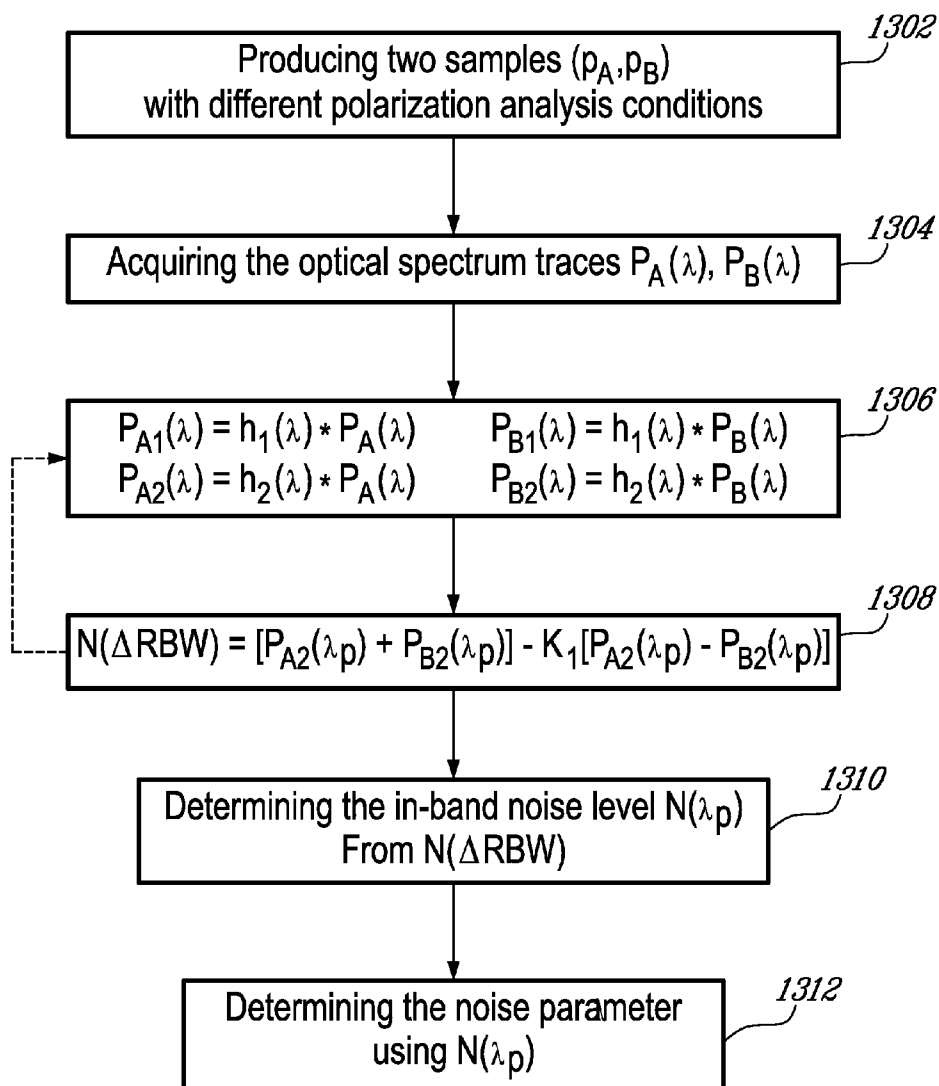 1302
Producing two samples (pA,pB)
with different polarization analysis conditions
1304
Acquiring the optical spectrum traces PA(λ), PB(λ)
1306
PA1(λ) = h1(λ) * PA(λ) PB1(λ) = h1(λ) * PB(λ)
PA2(λ) = h2(λ) * PA(λ) PB2(λ) = h2(λ) * PB(λ)
1308
N(ΔRBW) = [PA2(λp) + PB2(λp)] - K1[PA2(λp) - PB2(λp)]
1310
Determining the in-band noise level N(λp)
From N(ΔRBW)
1312
Determining the noise parameter
using N(λp)